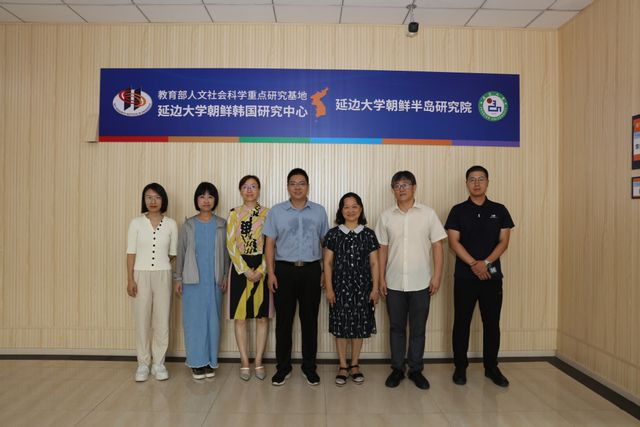 教育部人文社会科学重点研究基地
延边大学朝鲜韩国研究中心
延边大学朝鲜半岛研究院